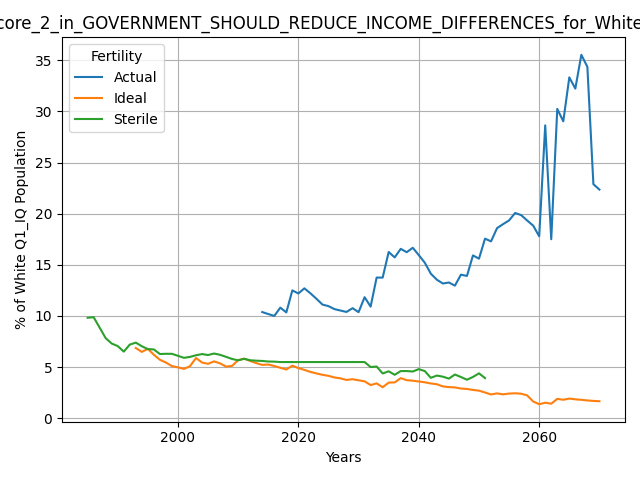 core_2_in_GOVERNMENT_SHOULD_REDUCE_INCOME_DIFFERENCES_for_White
Fertility
Actual
Ideal
Sterile
% of White Q1_IQ Population
35
30
25
20
15
10
5
0
2000 2020 2040 2060
Years